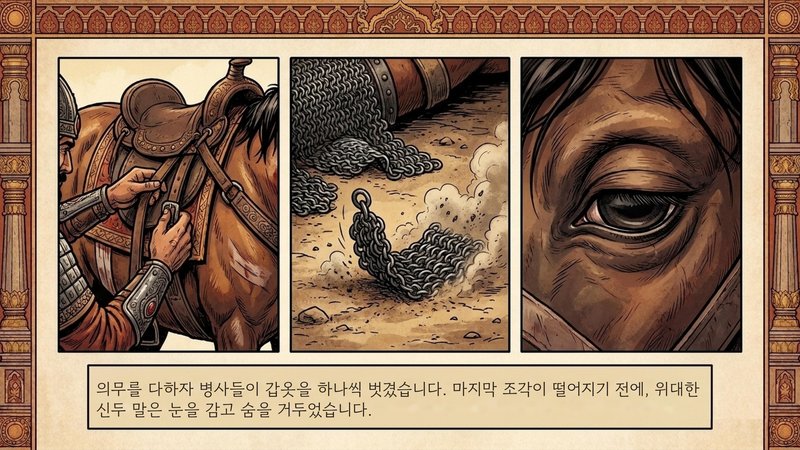 의무를 다하자 병사들이 갑옷을 하나씩 벗겼습니다. 마지막 조각이 떨어지기 전에, 위대한
신두 말은 눈을 감고 숨을 거두었습니다.